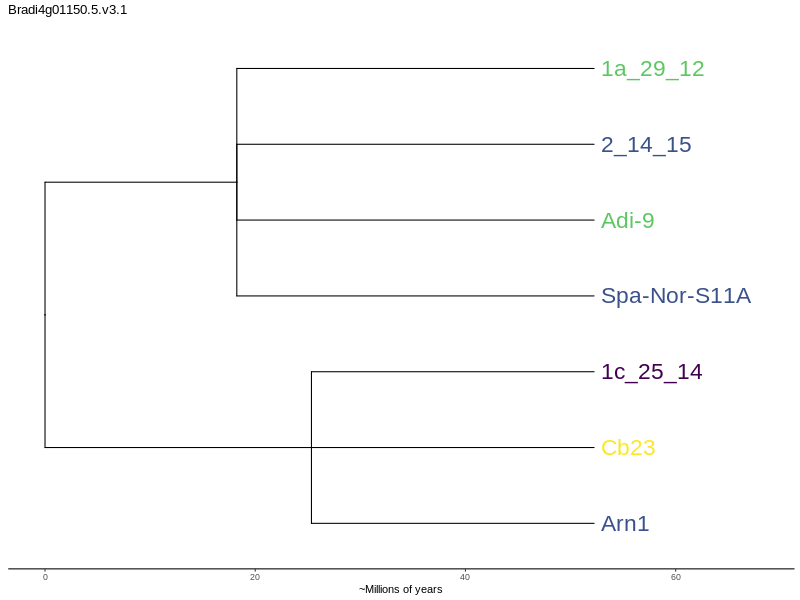 Bradi4g01150.5.v3.1
1a_29_12
2_14_15
Adi-9
Spa-Nor-S11A
1c_25_14
Cb23
Arn1
0 20 40 60
~Millions of years